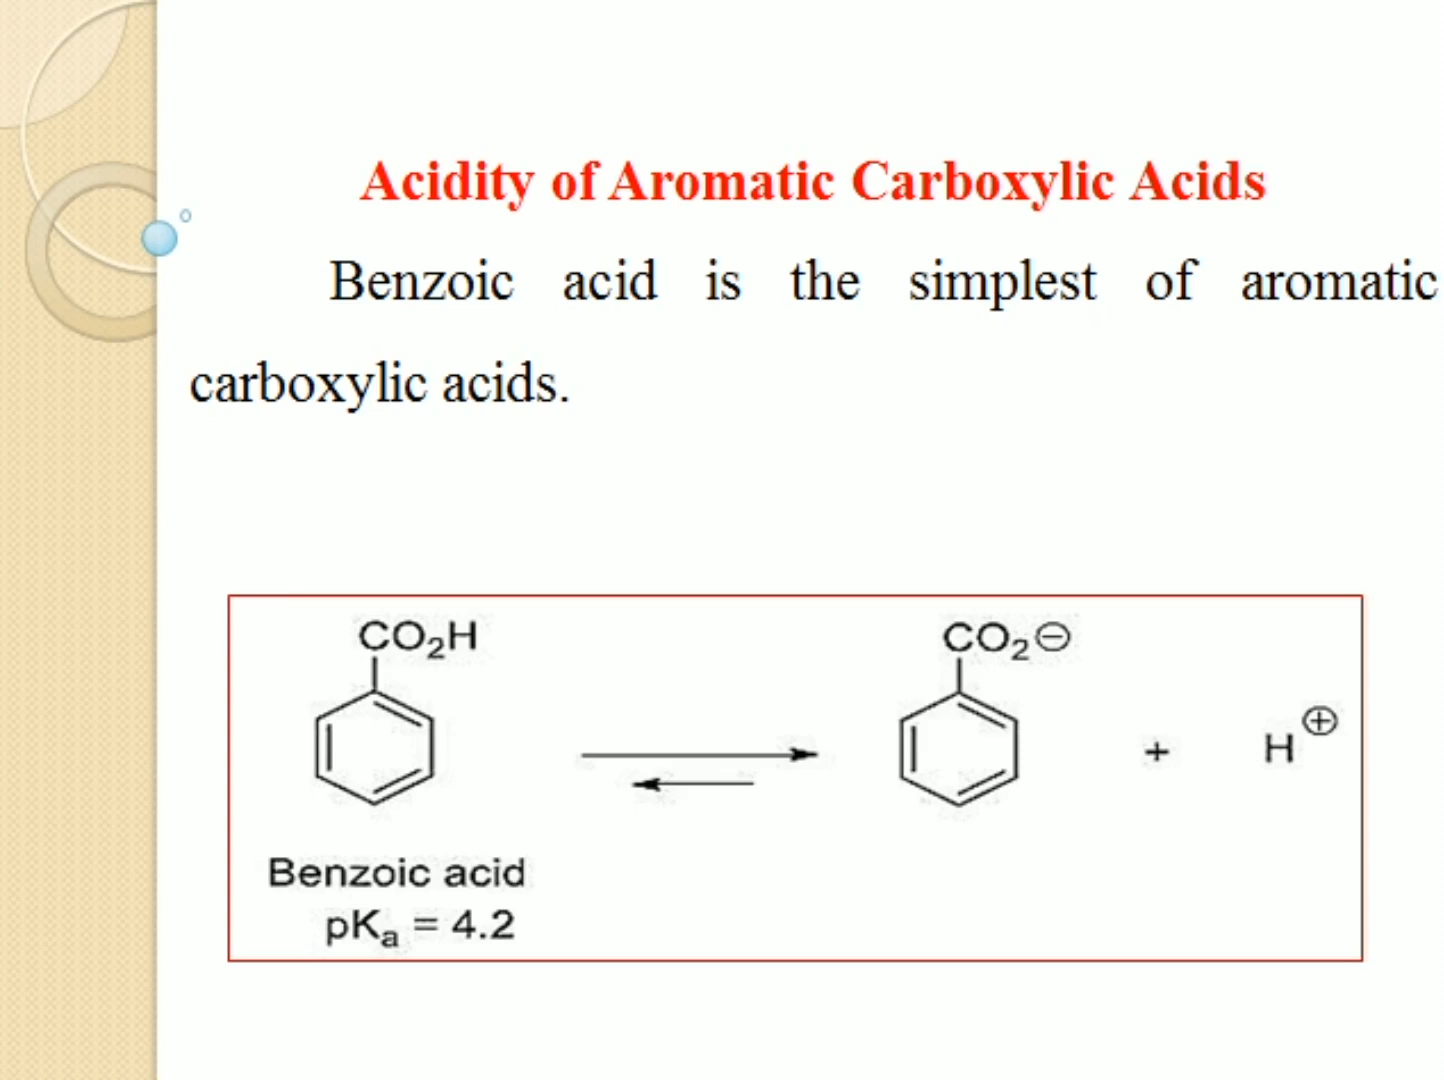 Acidity of Aromatic Carboxylic Acids
Benzoic acid is the simplest of aromatic
carboxylic acids.
CO₂H
CO₂⊖
+
H⊕
Benzoic acid
pKₐ = 4.2